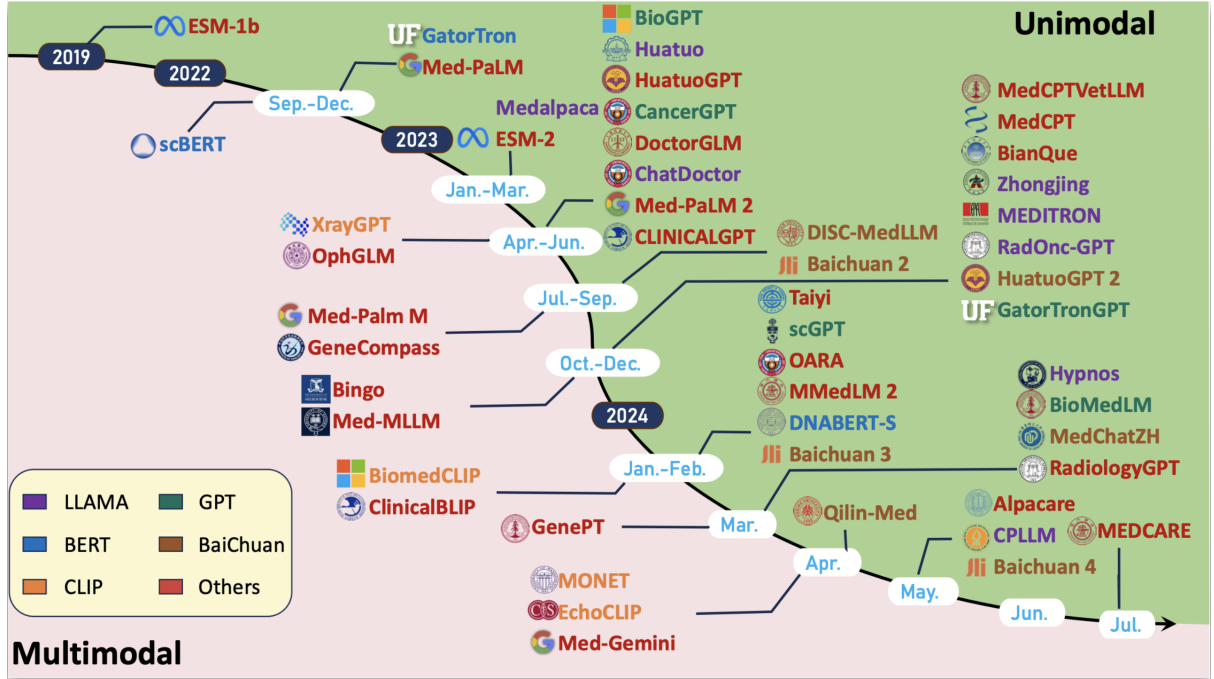 Unimodal
2019
ESM-1b
2022
UF GatorTron
Med-PaLM
Sep.-Dec.
scBERT
2023
Medalpaca
ESM-2
Jan.-Mar.
BioGPT
Huatuo
HuatuoGPT
CancerGPT
DoctorGLM
ChatDoctor
Med-PaLM 2
CLINICALGPT
XrayGPT
OphGLM
Apr.-Jun.
DISC-MedLLM
Baichuan 2
Jul.-Sep.
Med-Palm M
GeneCompass
MedCPTVetLLM
MedCPT
BianQue
Zhongjing
MEDITRON
RadOnc-GPT
HuatuoGPT 2
UF GatorTronGPT
Oct.-Dec.
Bingo
Med-MLLM
2024
Taiyi
scGPT
OARA
MMedLM 2
DNABERT-S
Baichuan 3
Jan.-Feb.
BiomedCLIP
ClinicalBLIP
Hypnos
BioMedLM
MedChatZH
RadiologyGPT
Mar.
GenePT
Qilin-Med
Apr.
MONET
CS EchoCLIP
Med-Gemini
Alpacare
CPLLM
Baichuan 4
May.
Jun.
MEDCARE
Jul.
LLAMA
GPT
BERT
BaiChuan
CLIP
Others
Multimodal